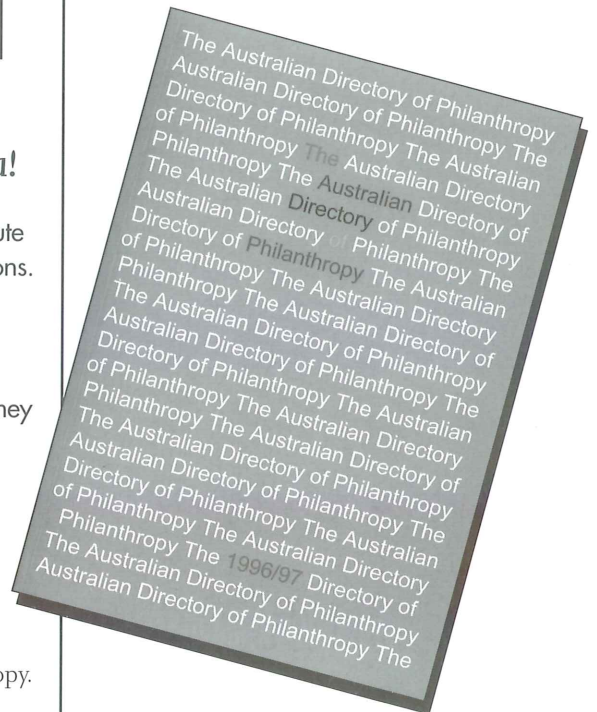 The Australian Directory of Philanthropy
Australian Directory of Philanthropy The
Directory of Philanthropy The Australian
of Philanthropy The Australian Directory
Philanthropy The Australian Directory of
The Australian Directory of Philanthropy
Australian Directory of Philanthropy The
Directory of Philanthropy The Australian
of Philanthropy The Australian Directory
Philanthropy The Australian Directory of
The Australian Directory of Philanthropy
Australian Directory of Philanthropy The
Directory of Philanthropy The Australian
of Philanthropy The Australian Directory
Philanthropy The Australian Directory of
The Australian Directory of Philanthropy
Australian Directory of Philanthropy The
Directory of Philanthropy The Australian
of Philanthropy The Australian Directory
Philanthropy The 1996/97 Directory of
The Australian Directory of Philanthropy
Australian Directory of Philanthropy The